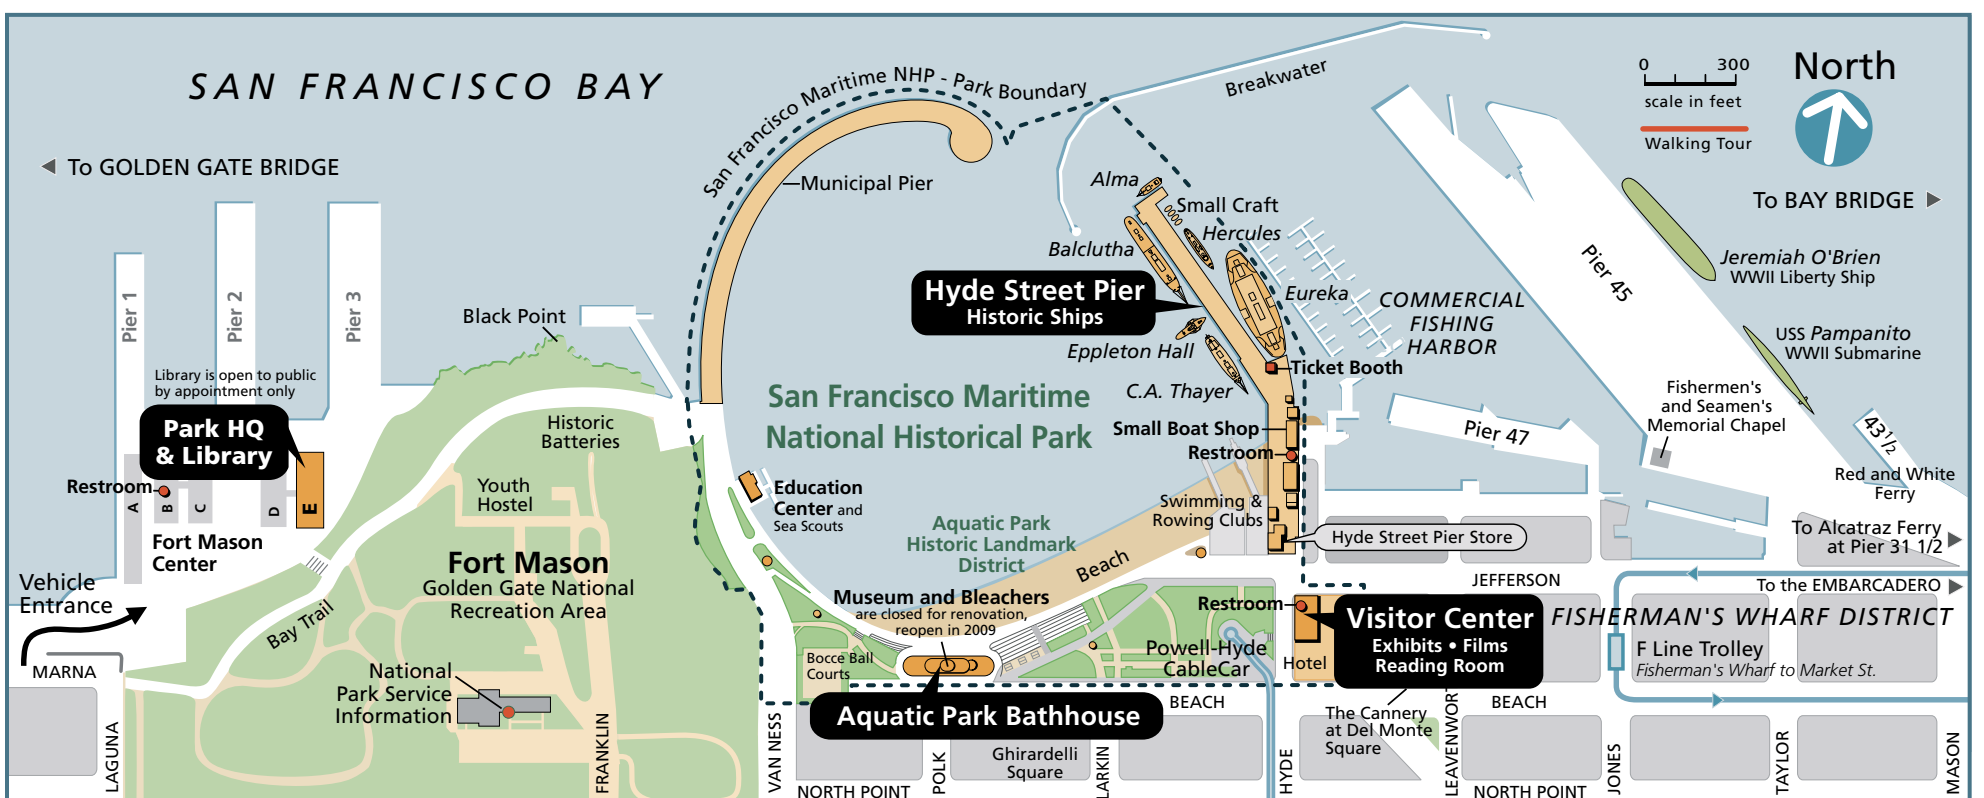 SAN FRANCISCO BAY
San Francisco Maritime NHP - Park Boundary
Breakwater
0 300
scale in feet
Walking Tour
North
To GOLDEN GATE BRIDGE
To BAY BRIDGE
Municipal Pier
Alma
Small Craft
Hercules
Balclutha
Hyde Street Pier
Historic Ships
Eureka
Eppleton Hall
C.A. Thayer
Ticket Booth
COMMERCIAL
FISHING
HARBOR
Pier 45
Jeremiah O'Brien
WWII Liberty Ship
USS Pampanito
WWII Submarine
Fishermen's
and Seamen's
Memorial Chapel
Pier 47
43½
Red and White
Ferry
To Alcatraz Ferry
at Pier 31 1/2
To the EMBARCADERO
Pier 1
Pier 2
Pier 3
Black Point
Library is open to public
by appointment only
Park HQ
& Library
Restroom
A
B
C
D
E
Fort Mason
Center
Vehicle
Entrance
Historic
Batteries
Youth
Hostel
Fort Mason
Golden Gate National
Recreation Area
Bay Trail
National
Park Service
Information
San Francisco Maritime
National Historical Park
Small Boat Shop
Restroom
Education
Center and
Sea Scouts
Swimming &
Rowing Clubs
Aquatic Park
Historic Landmark
District
Beach
Hyde Street Pier Store
Museum and Bleachers
are closed for renovation,
reopen in 2009
Bocce Ball
Courts
Aquatic Park Bathhouse
Powell-Hyde
CableCar
Restroom
Hotel
Visitor Center
Exhibits • Films
Reading Room
The Cannery
at Del Monte
Square
Ghirardelli
Square
FISHERMAN'S WHARF DISTRICT
F Line Trolley
Fisherman's Wharf to Market St.
JEFFERSON
BEACH
BEACH
NORTH POINT
NORTH POINT
MARNA
LAGUNA
FRANKLIN
VAN NESS
POLK
LARKIN
HYDE
LEAVENWORT
JONES
TAYLOR
MASON